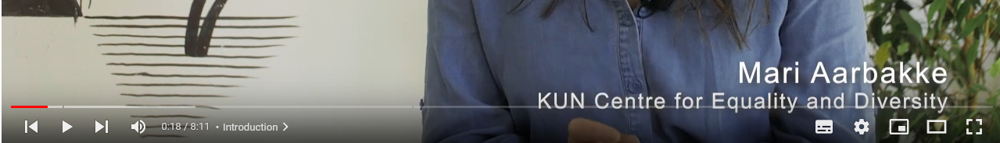 Mari Aarbakke
KUN Centre for Equality and Diversity
0:18 / 8:11 • Introduction